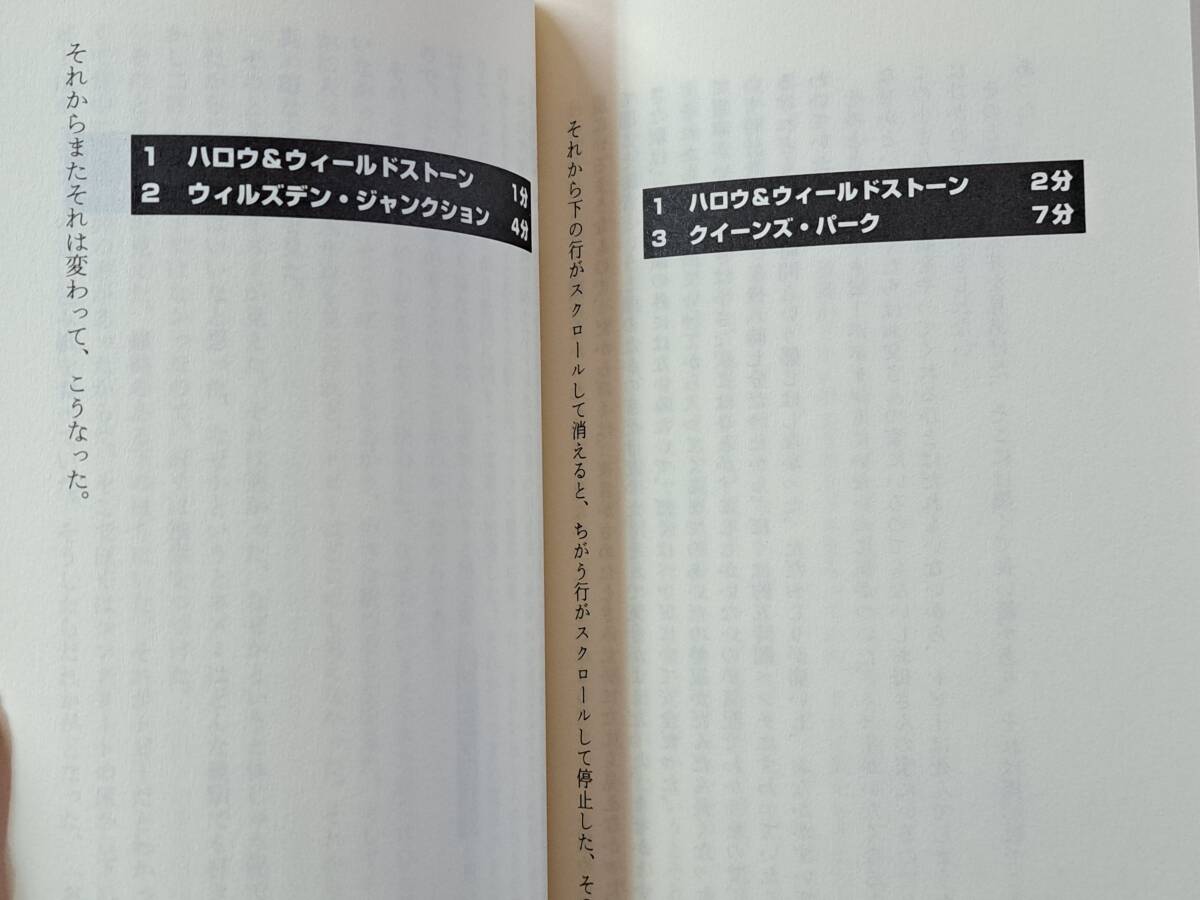 1 ハロウ&ウィールドストーン 2分
3 クイーンズ・パーク 7分
それから下の行がスクロールして消えると、ちがう行がスクロールして停止した、そ
1 ハロウ&ウィールドストーン 1分
2 ウィルズデン・ジャンクション 4分
それからまたそれは変わって、こうなった。